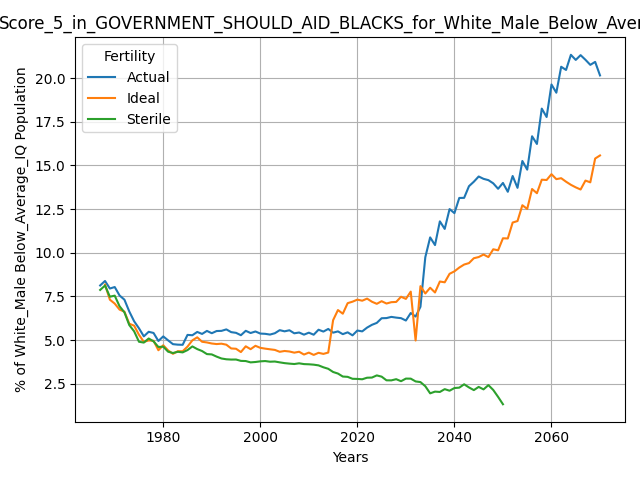 Score_5_in_GOVERNMENT_SHOULD_AID_BLACKS_for_White_Male_Below_Aver
Fertility
Actual
Ideal
Sterile
% of White_Male Below_Average_IQ Population
20.0
17.5
15.0
12.5
10.0
7.5
5.0
2.5
1980 2000 2020 2040 2060
Years